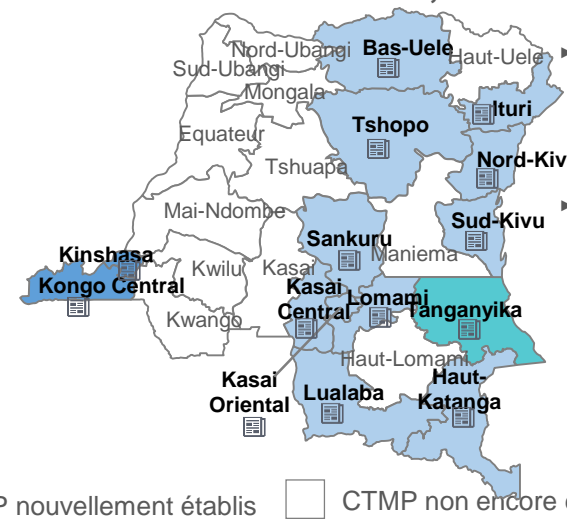 Nord-Ubangi
Bas-Uele
Haut-Uele
Sud-Ubangi
Mongala
Ituri
Equateur
Tshopo
Tshuapa
Nord-Kiv
Mai-Ndombe
Sud-Kivu
Sankuru
Maniema
Kinshasa
Kwilu
Kasai
Kongo Central
Kasai
Central
Lomami
Tanganyika
Kwango
Haut-Lomami
Kasai
Oriental
Lualaba
Haut-
Katanga
P nouvellement établis
CTMP non encore